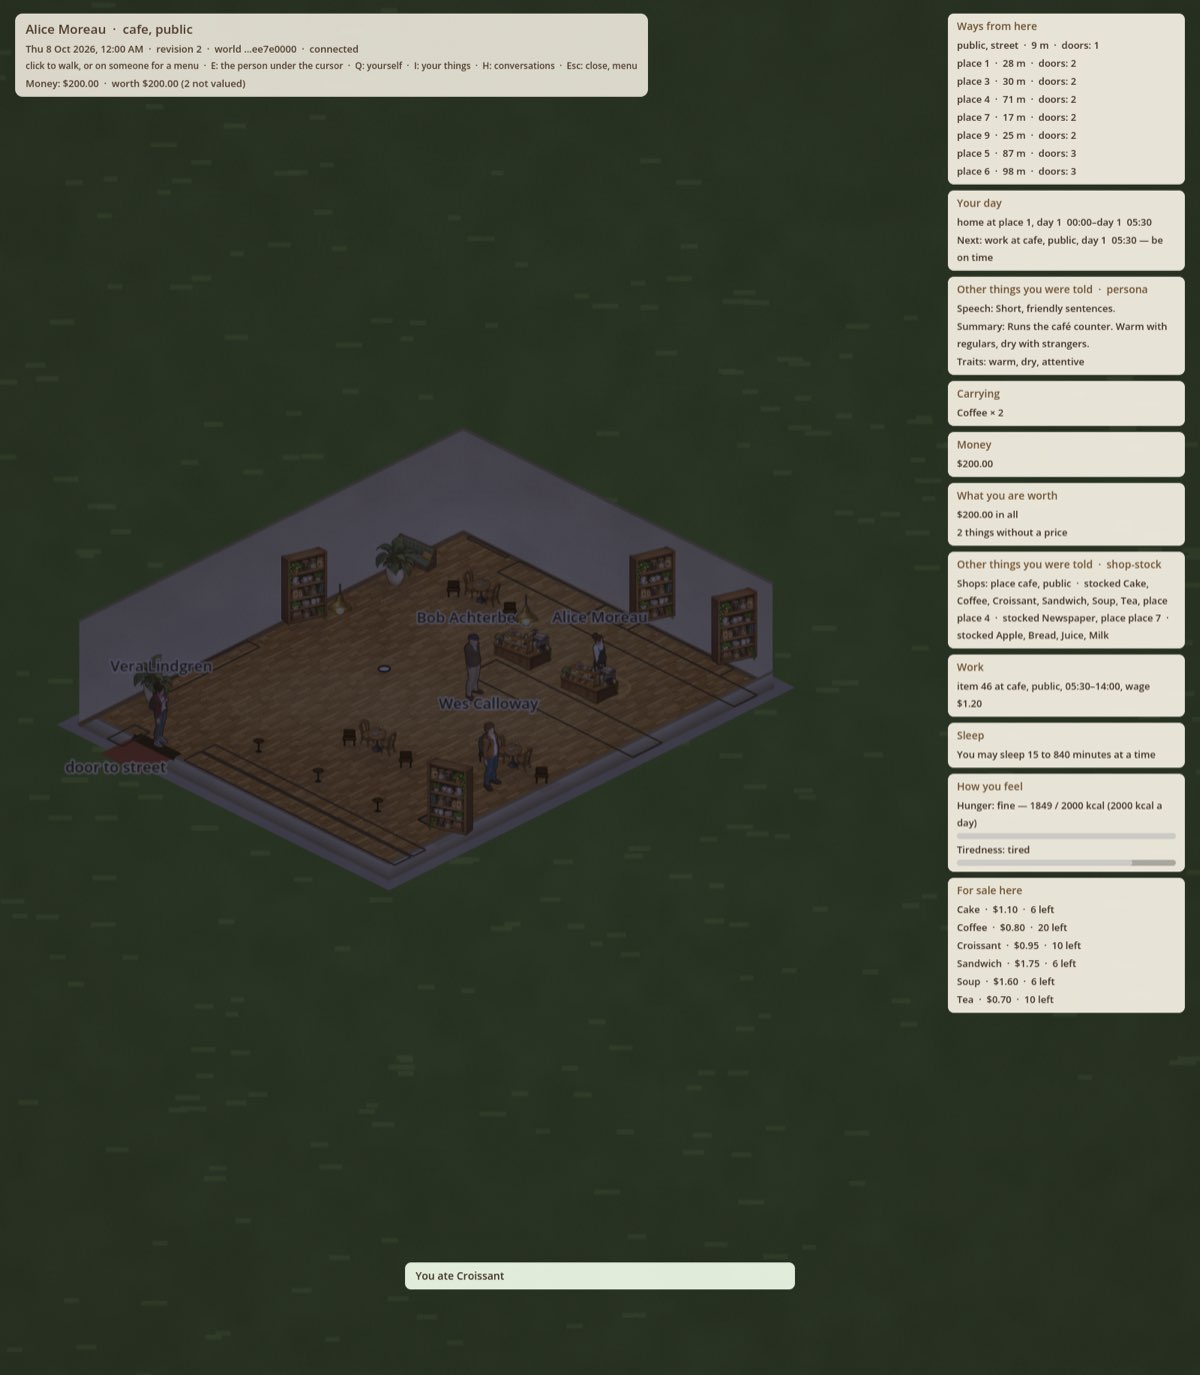 Alice Moreau · cafe, public
Thu 8 Oct 2026, 12:00 AM · revision 2 · world ...ee7e0000 · connected
click to walk, or on someone for a menu · E: the person under the cursor · Q: yourself · I: your things · H: conversations · Esc: close, menu
Money: $200.00 · worth $200.00 (2 not valued)
Ways from here
public, street · 9 m · doors: 1
place 1 · 28 m · doors: 2
place 3 · 30 m · doors: 2
place 4 · 71 m · doors: 2
place 7 · 17 m · doors: 2
place 9 · 25 m · doors: 2
place 5 · 87 m · doors: 3
place 6 · 98 m · doors: 3
Your day
home at place 1, day 1 00:00–day 1 05:30
Next: work at cafe, public, day 1 05:30 — be
on time
Other things you were told · persona
Speech: Short, friendly sentences.
Summary: Runs the café counter. Warm with
regulars, dry with strangers.
Traits: warm, dry, attentive
Carrying
Coffee × 2
Money
$200.00
What you are worth
$200.00 in all
2 things without a price
Other things you were told · shop-stock
Shops: place cafe, public · stocked Cake,
Coffee, Croissant, Sandwich, Soup, Tea, place
place 4 · stocked Newspaper, place place 7 ·
stocked Apple, Bread, Juice, Milk
Work
item 46 at cafe, public, 05:30–14:00, wage
$1.20
Sleep
You may sleep 15 to 840 minutes at a time
How you feel
Hunger: fine — 1849 / 2000 kcal (2000 kcal a
day)
Tiredness: tired
For sale here
Cake · $1.10 · 6 left
Coffee · $0.80 · 20 left
Croissant · $0.95 · 10 left
Sandwich · $1.75 · 6 left
Soup · $1.60 · 6 left
Tea · $0.70 · 10 left
Bob Achterbe
Alice Moreau
Vera Lindgren
Wes Calloway
door to street
You ate Croissant